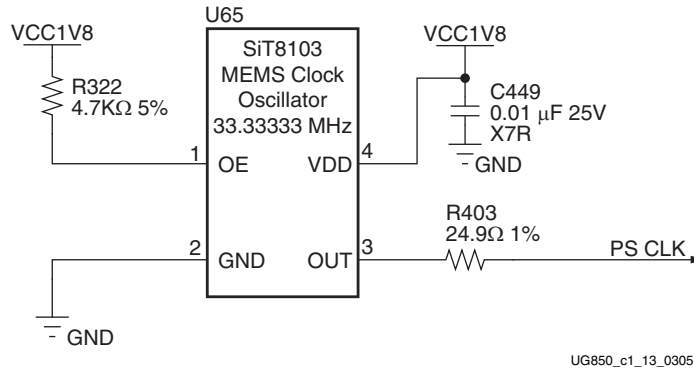 U65
VCC1V8
SiT8103
MEMS Clock
Oscillator
33.33333 MHz
VCC1V8
R322
4.7KΩ 5%
C449
0.01 μF 25V
X7R
GND
1
OE
VDD
4
R403
24.9Ω 1%
2
GND
OUT
3
PS CLK
GND
UG850_c1_13_0305